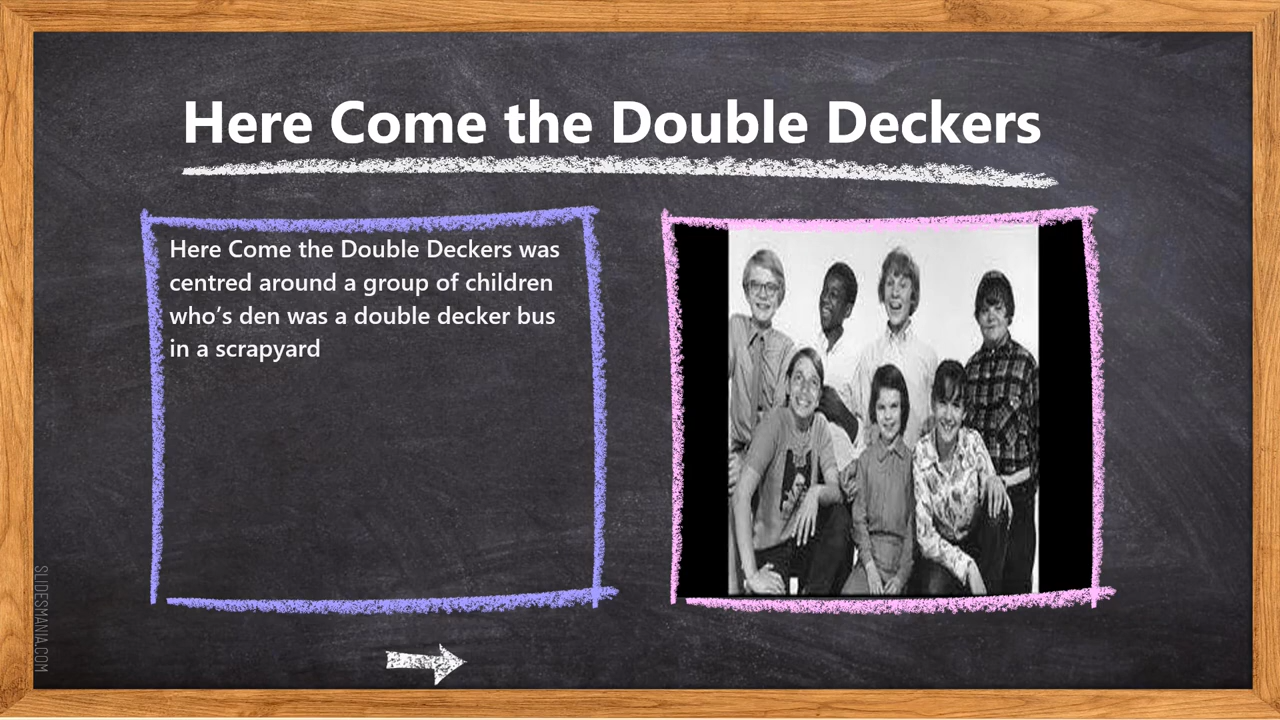 Here Come the Double Deckers
Here Come the Double Deckers was
centred around a group of children
who’s den was a double decker bus
in a scrapyard
SLIDESMANIA.COM